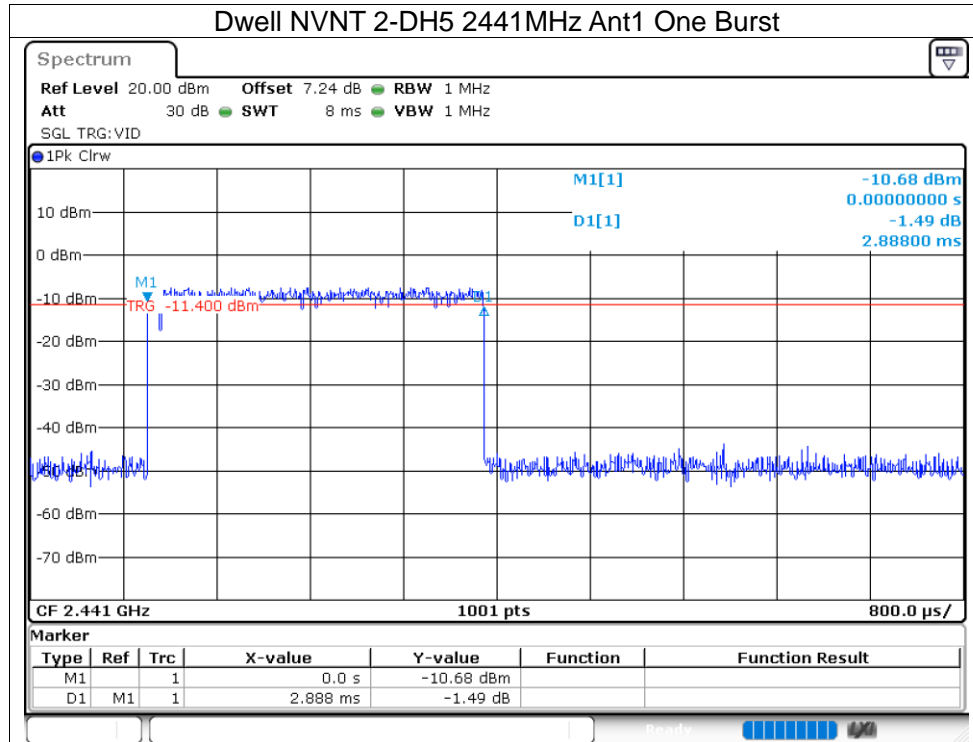 Dwell NVNT 2-DH5 2441MHz Ant1 One Burst
Spectrum
Ref Level 20.00 dBm Offset 7.24 dB RBW 1 MHz
Att 30 dB SWT 8 ms VBW 1 MHz
SGL TRG:VID
1Pk Clrw
M1[1] -10.68 dBm
0.00000000 s
10 dBm
D1[1] -1.49 dB
2.88800 ms
0 dBm
M1
-10 dBm
D1
TRG -11.400 dBm
-20 dBm
-30 dBm
-40 dBm
-50 dBm
-60 dBm
-70 dBm
CF 2.441 GHz 1001 pts 800.0 µs/
Marker
Type Ref Trc X-value Y-value Function Function Result
M1 1 0.0 s -10.68 dBm
D1 M1 1 2.888 ms -1.49 dB
Ready LXI